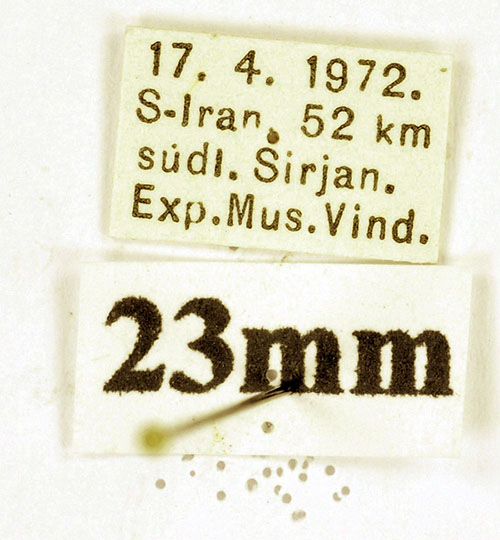 17. 4. 1972.
S-Iran, 52 km
südl. Sirjan.
Exp.Mus.Vind.
23mm